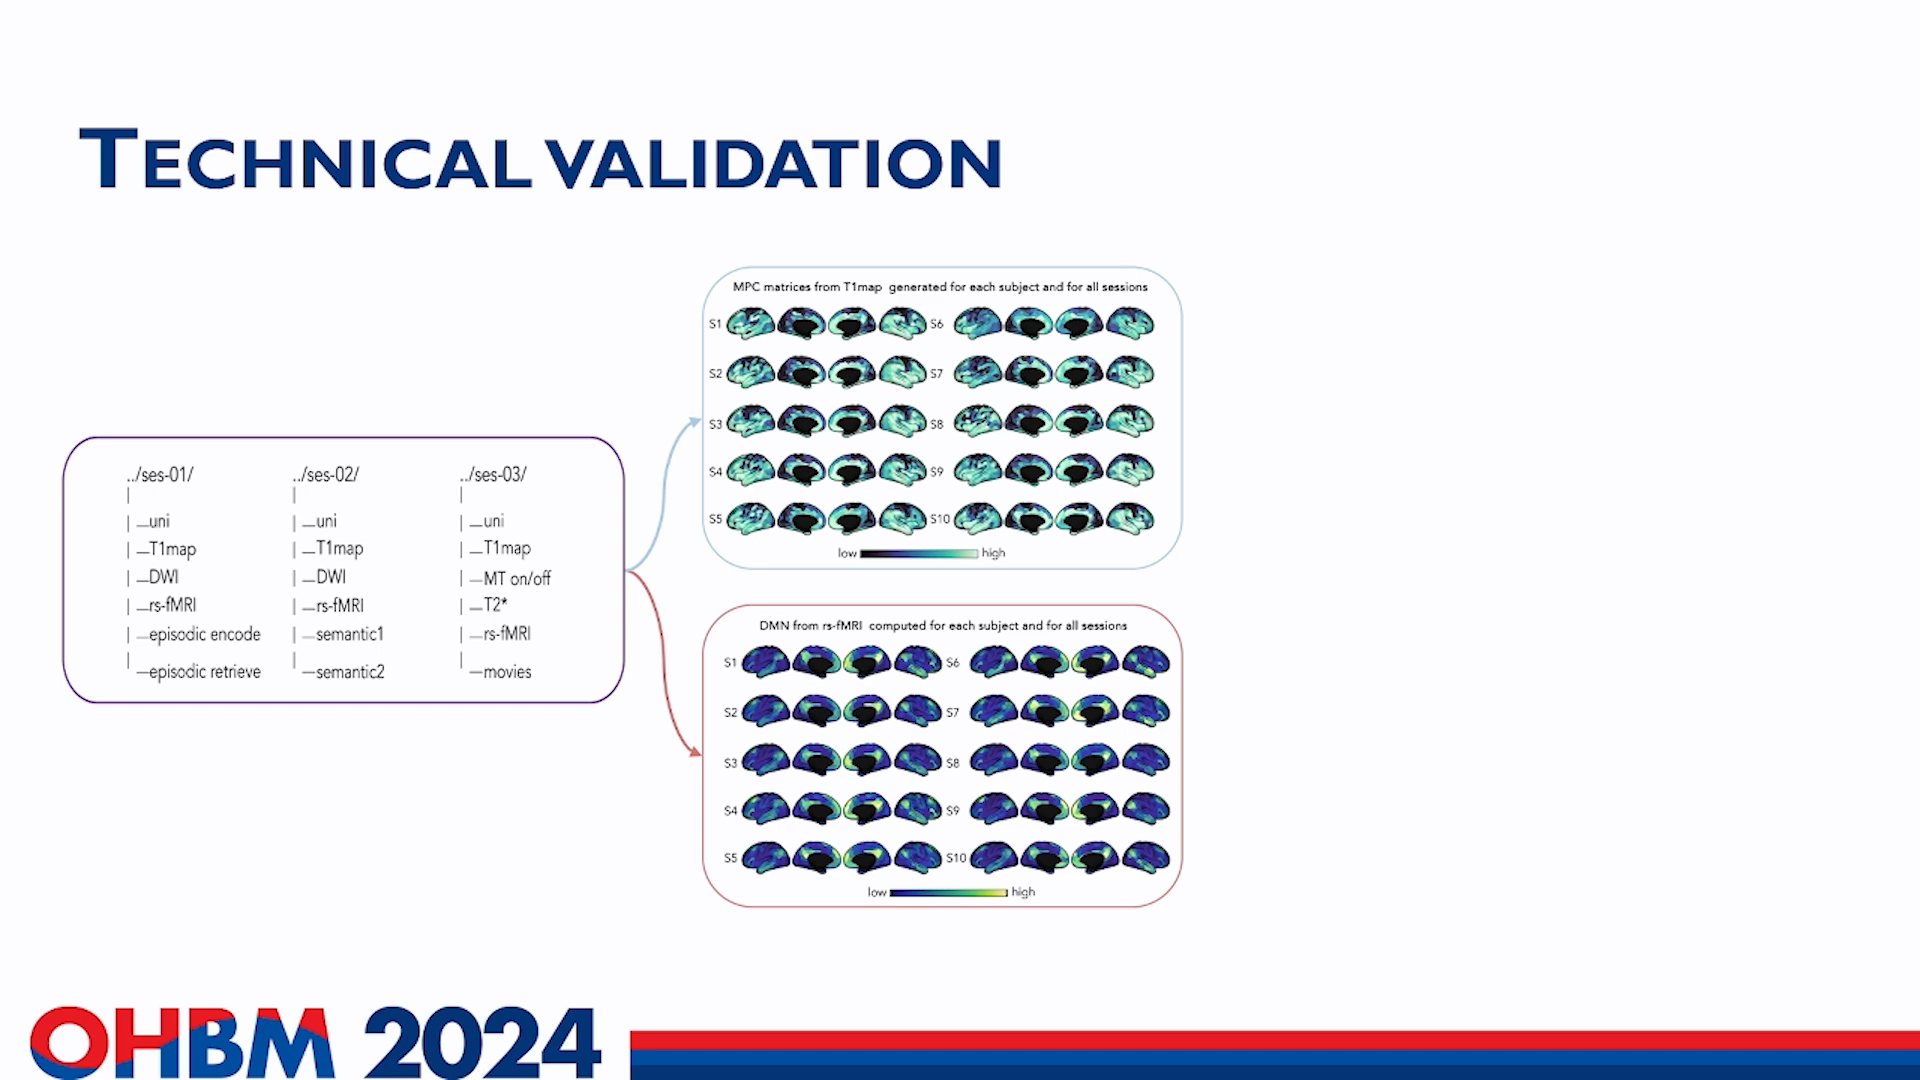 TECHNICAL VALIDATION
../ses-01/
uni
T1map
DWI
rs-fMRI
episodic encode
episodic retrieve
../ses-02/
uni
T1map
DWI
rs-fMRI
semantic1
semantic2
../ses-03/
uni
T1map
MT on/off
T2*
rs-fMRI
movies
MPC matrices from T1map generated for each subject and for all sessions
S1 S6
S2 S7
S3 S8
S4 S9
S5 S10
low high
DMN from rs-fMRI computed for each subject and for all sessions
S1 S6
S2 S7
S3 S8
S4 S9
S5 S10
low high
OHBM 2024